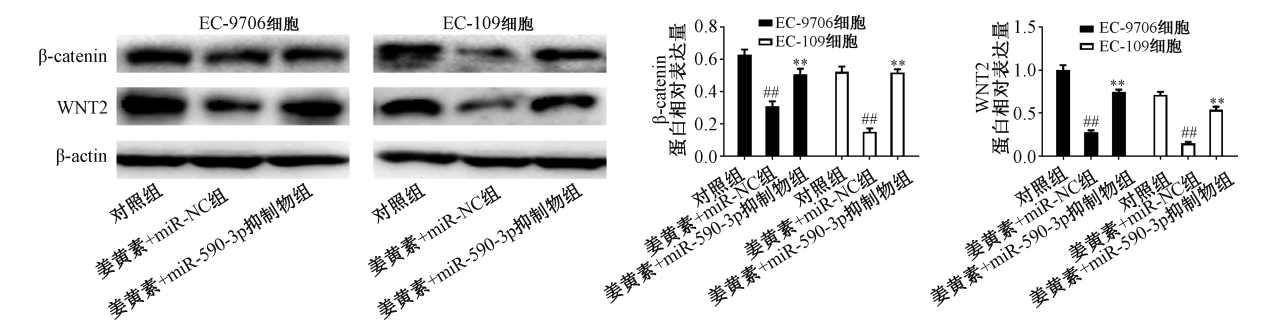 EC-9706细胞
EC-109细胞
β-catenin
WNT2
β-actin
对照组
姜黄素+miR-NC组
姜黄素+miR-590-3p抑制物组
对照组
姜黄素+miR-NC组
姜黄素+miR-590-3p抑制物组
β-catenin
蛋白相对表达量
0.8
0.6
0.4
0.2
0.0
EC-9706细胞
EC-109细胞
##
**
##
**
对照组
姜黄素+miR-NC组
姜黄素+miR-590-3p抑制物组
对照组
姜黄素+miR-NC组
姜黄素+miR-590-3p抑制物组
WNT2
蛋白相对表达量
1.5
1.0
0.5
0.0
EC-9706细胞
EC-109细胞
##
**
##
**
对照组
姜黄素+miR-NC组
姜黄素+miR-590-3p抑制物组
对照组
姜黄素+miR-NC组
姜黄素+miR-590-3p抑制物组